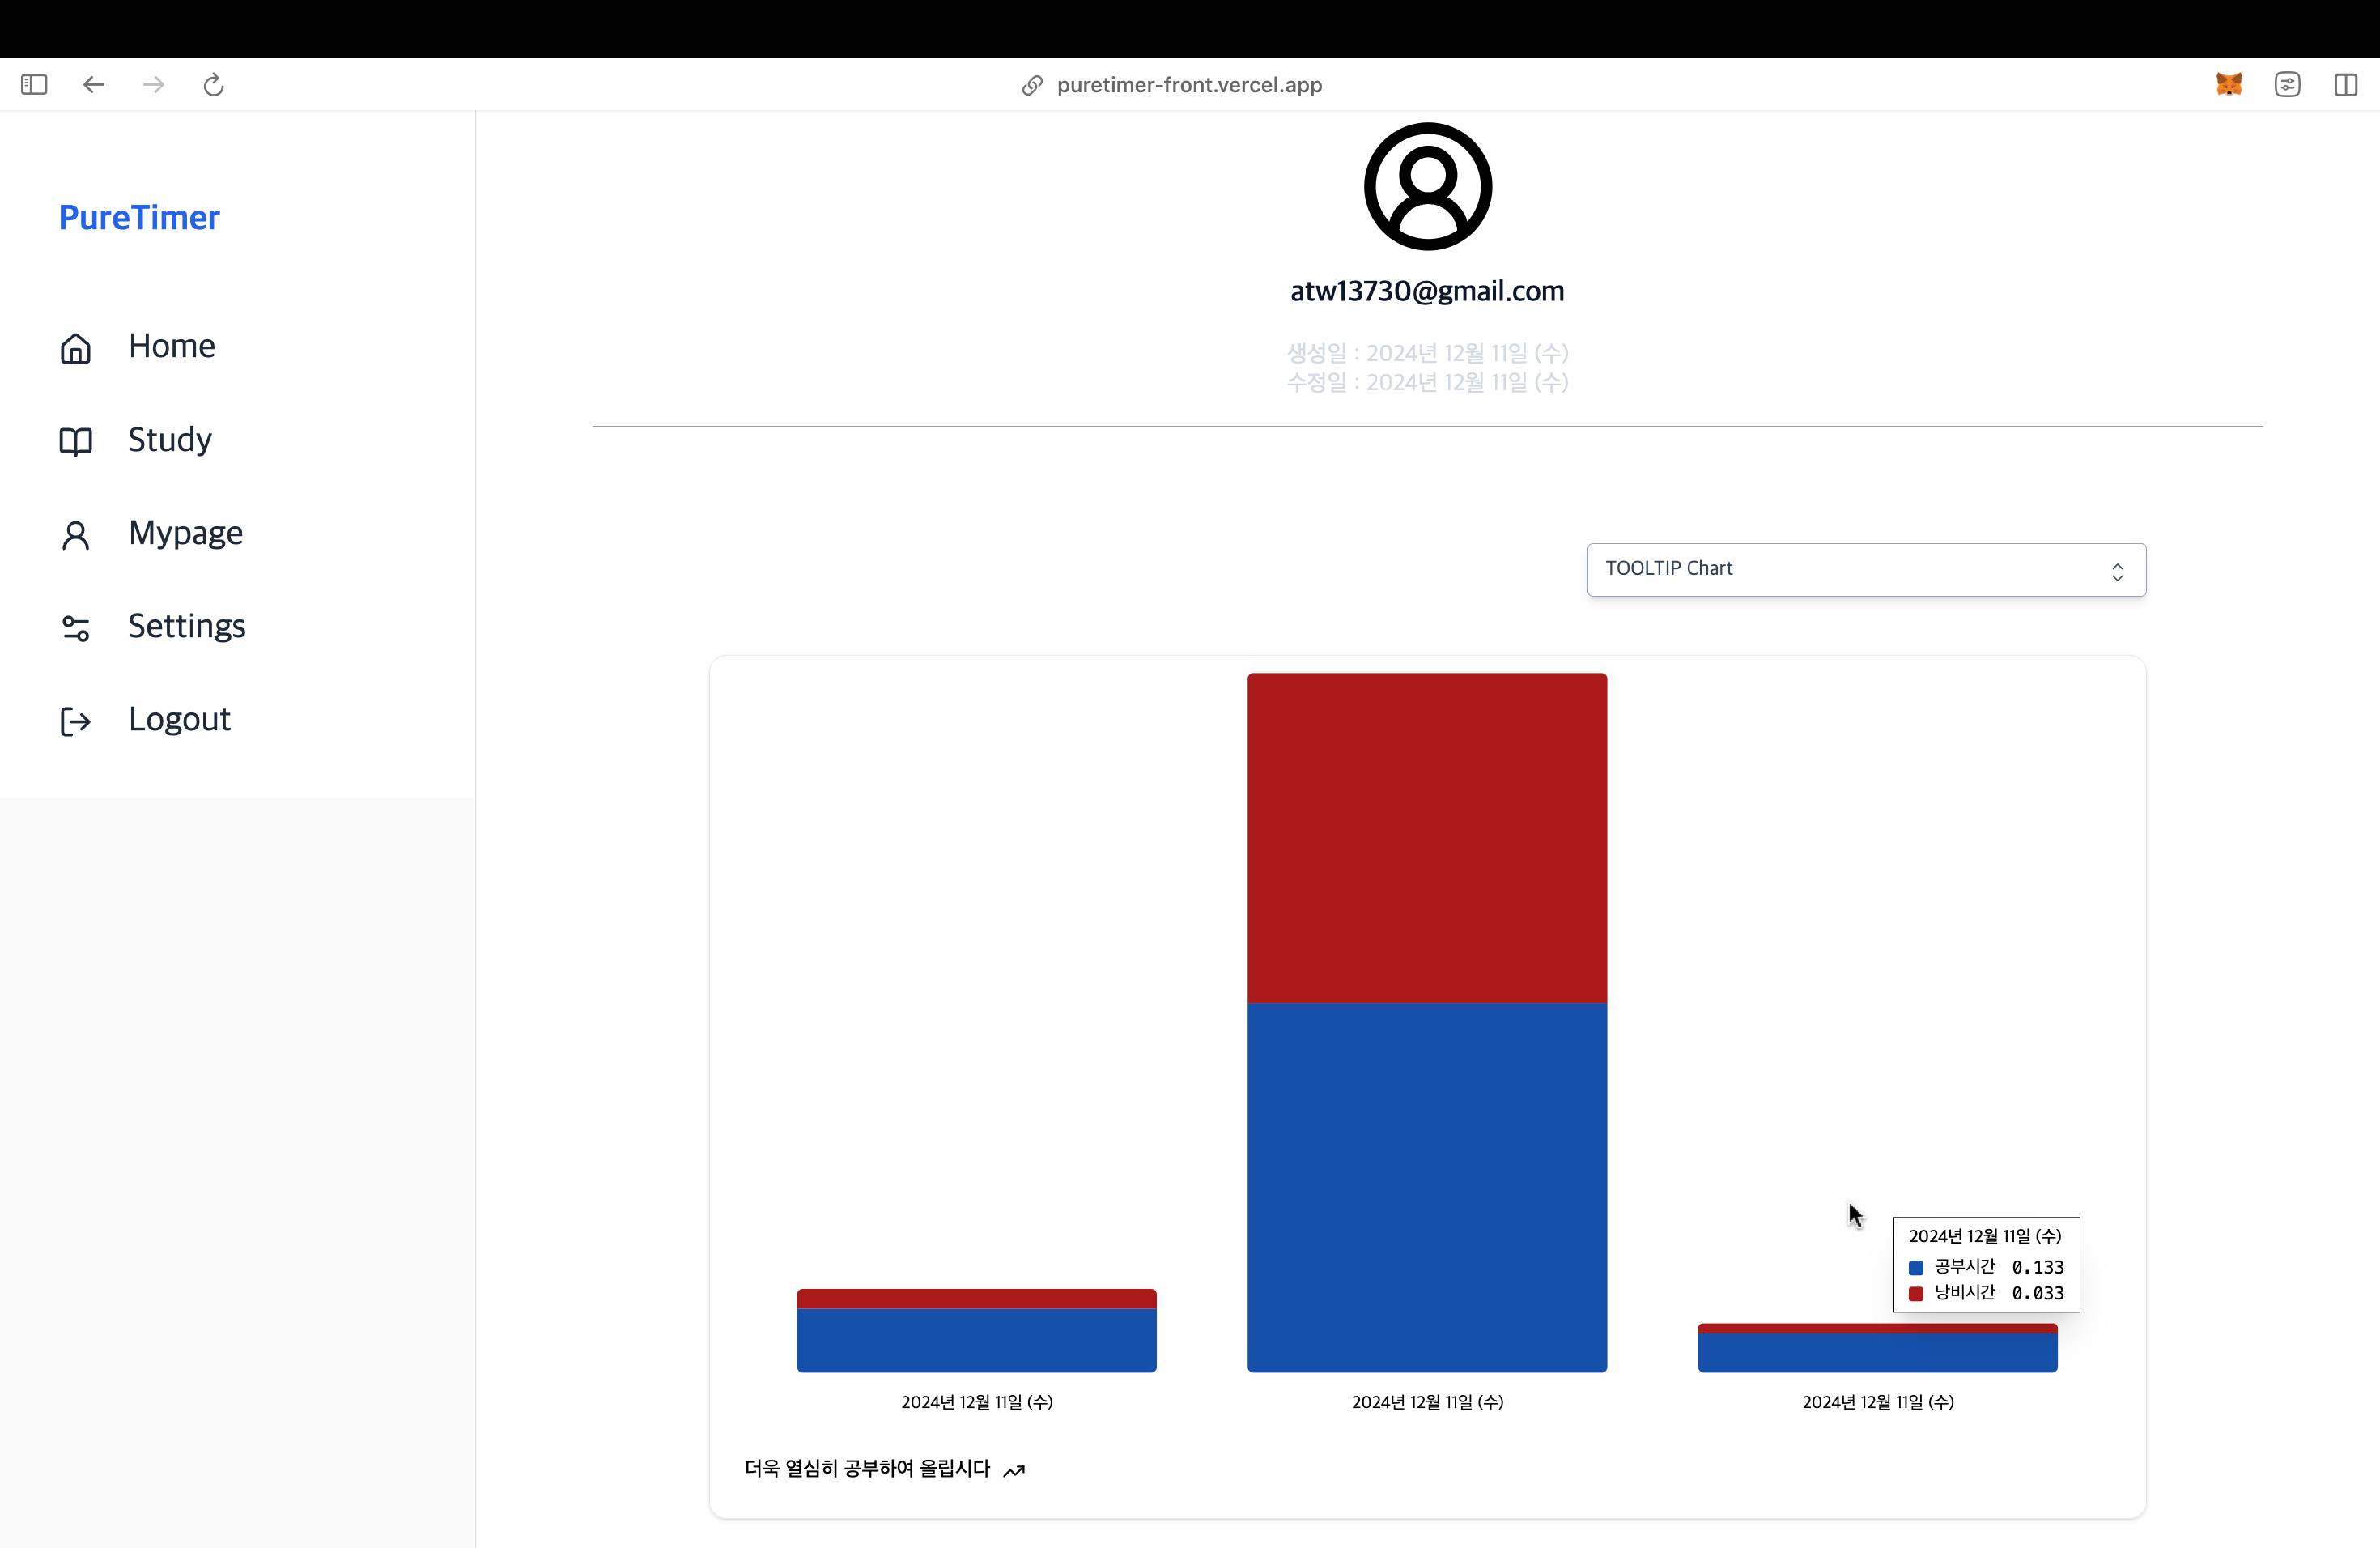 puretimer-front.vercel.app
PureTimer
Home
Study
Mypage
Settings
Logout
atw13730@gmail.com
생성일 : 2024년 12월 11일 (수)
수정일 : 2024년 12월 11일 (수)
TOOLTIP Chart
2024년 12월 11일 (수)
공부시간 0.133
낭비시간 0.033
2024년 12월 11일 (수)
2024년 12월 11일 (수)
2024년 12월 11일 (수)
더욱 열심히 공부하여 올립시다